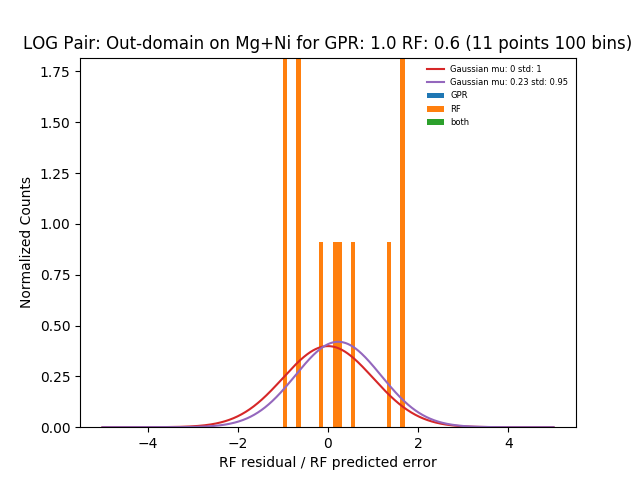 LOG Pair: Out-domain on Mg+Ni for GPR: 1.0 RF: 0.6 (11 points 100 bins)
Gaussian mu: 0 std: 1
Gaussian mu: 0.23 std: 0.95
GPR
RF
both
Normalized Counts
1.75
1.50
1.25
1.00
0.75
0.50
0.25
0.00
−4 −2 0 2 4
RF residual / RF predicted error